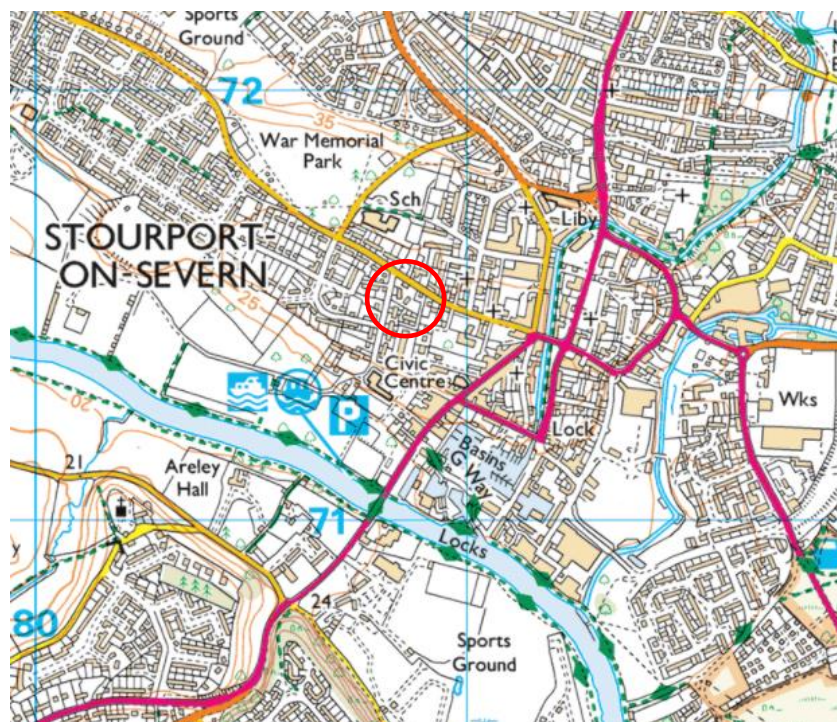 Sports
Ground
72
35
War Memorial
Park
Sch
Liby
STOURPORT-
ON-SEVERN
25
Civic
Centre
P
20
Wks
Lock
21
Areley
Hall
Basins
G Way
71
Locks
24
80
Sports
Ground